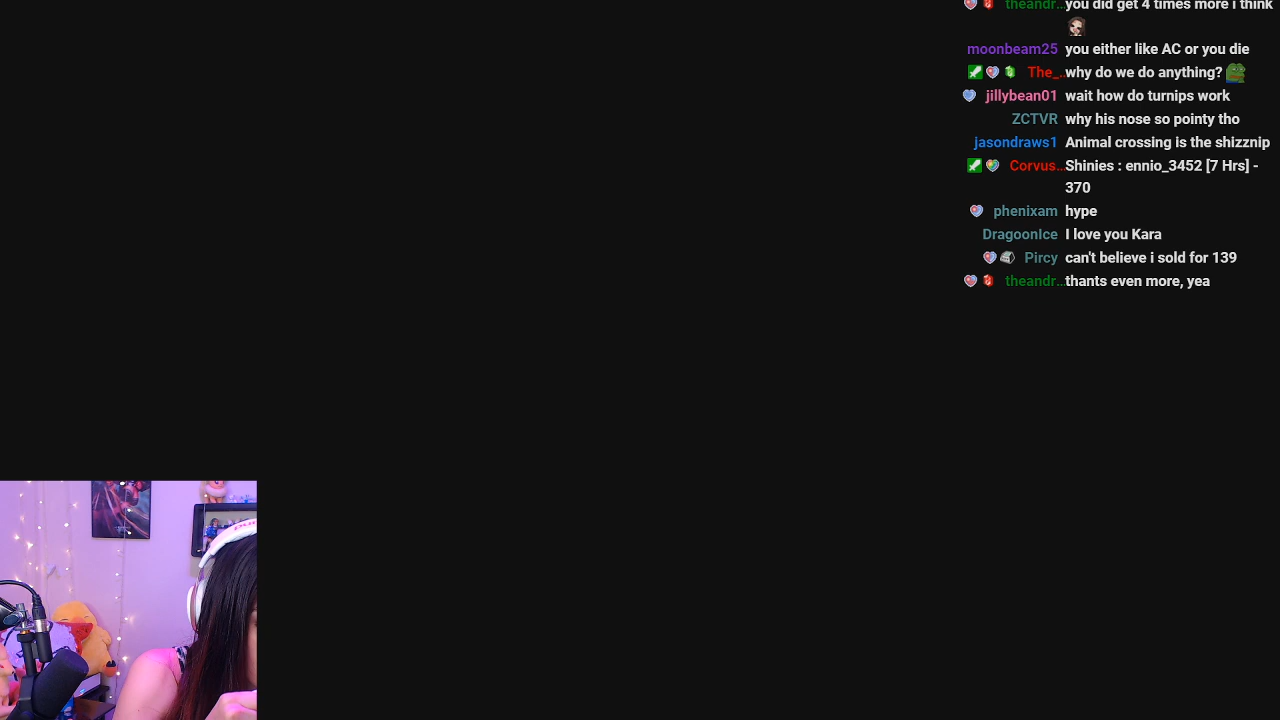 theandr.. you did get 4 times more i think
moonbeam25 you either like AC or you die
The_.. why do we do anything?
jillybean01 wait how do turnips work
ZCTVR why his nose so pointy tho
jasondraws1 Animal crossing is the shizznip
Corvus.. Shinies : ennio_3452 [7 Hrs] -
370
phenixam hype
DragoonIce I love you Kara
Pircy can't believe i sold for 139
theandr.. thants even more, yea